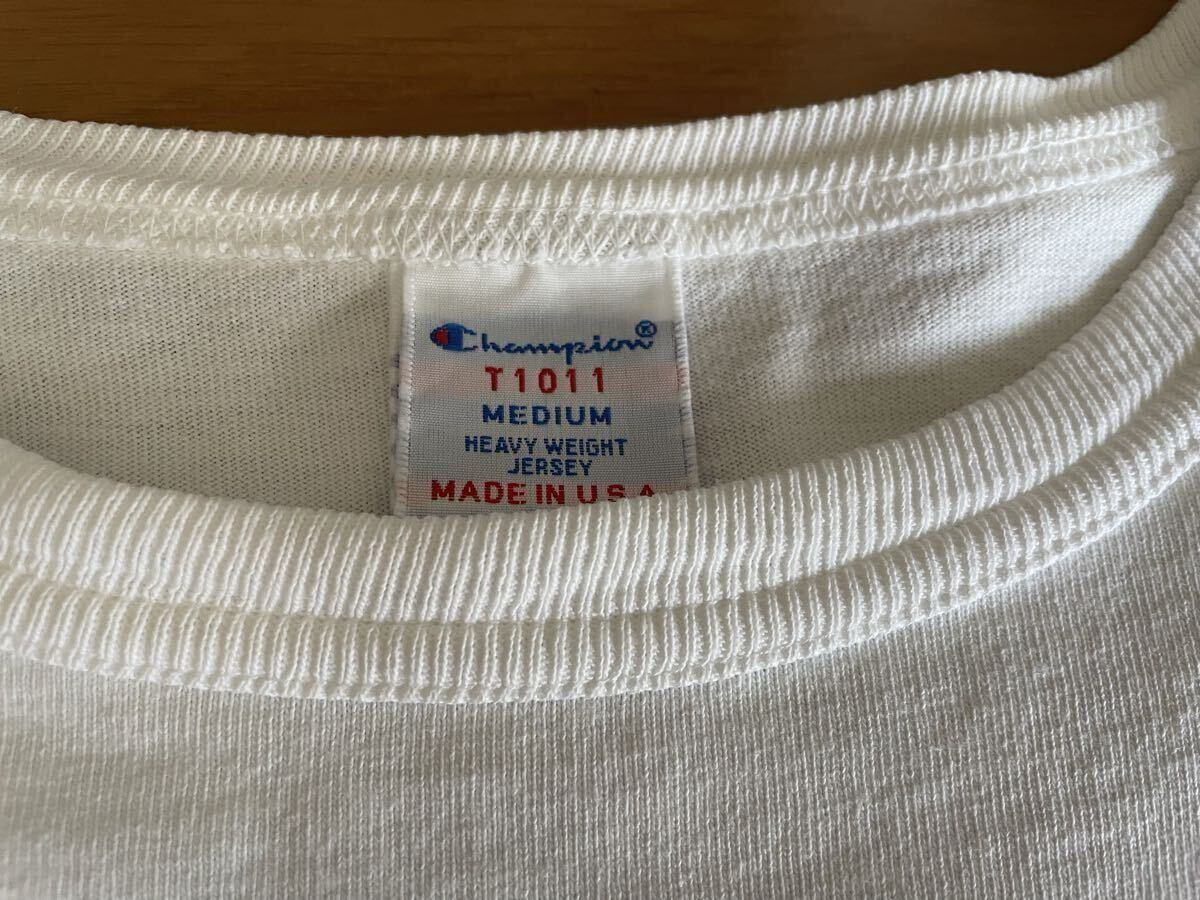 Champion®
T1011
MEDIUM
HEAVY WEIGHT
JERSEY
MADE IN U.S.A.